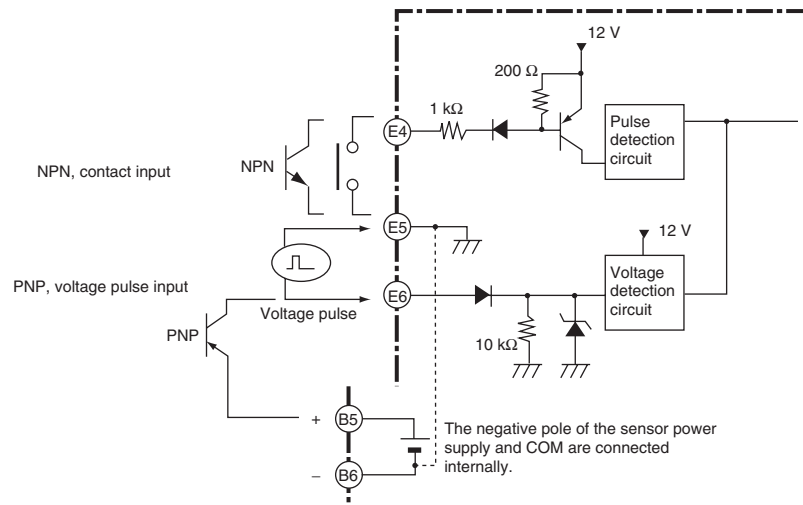 12 V
200 Ω
1 kΩ
E4
Pulse
detection
circuit
NPN
NPN, contact input
E5
12 V
PNP, voltage pulse input
E6
Voltage
detection
circuit
Voltage pulse
PNP
10 kΩ
+
B5
The negative pole of the sensor power
supply and COM are connected
internally.
−
B6